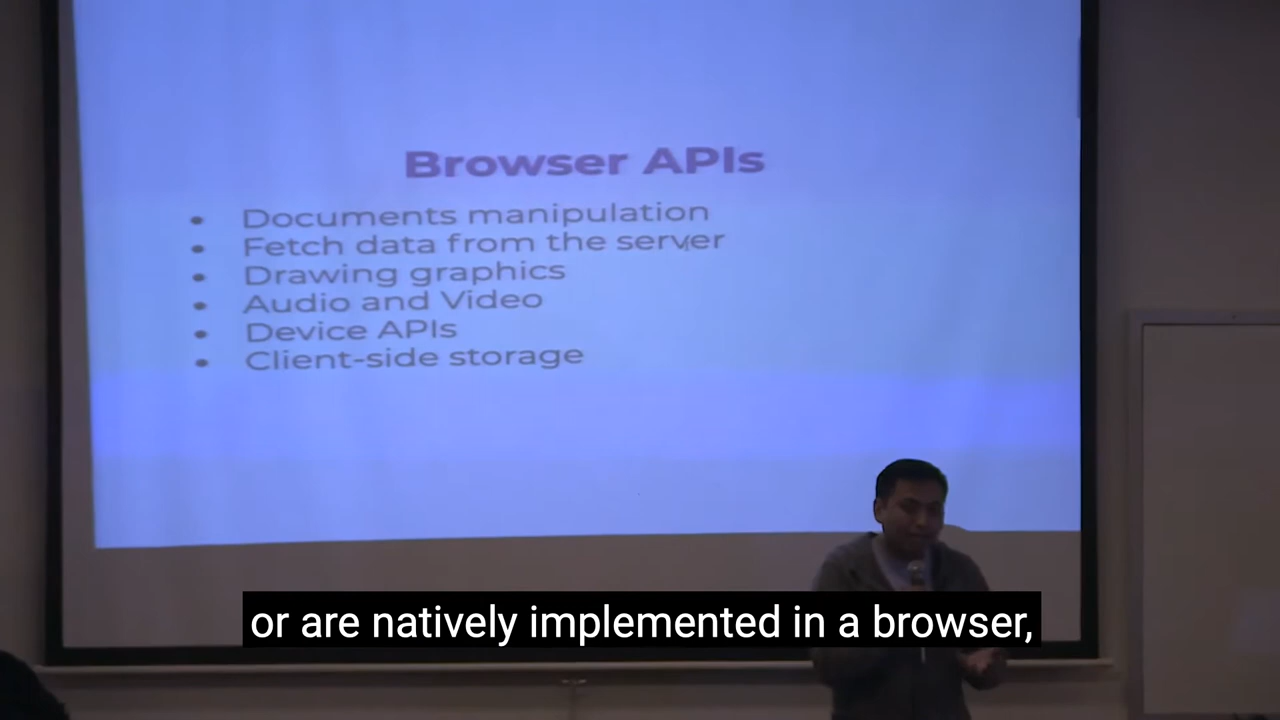 Browser APIs
• Documents manipulation
• Fetch data from the server
• Drawing graphics
• Audio and Video
• Device APIs
• Client-side storage
or are natively implemented in a browser,